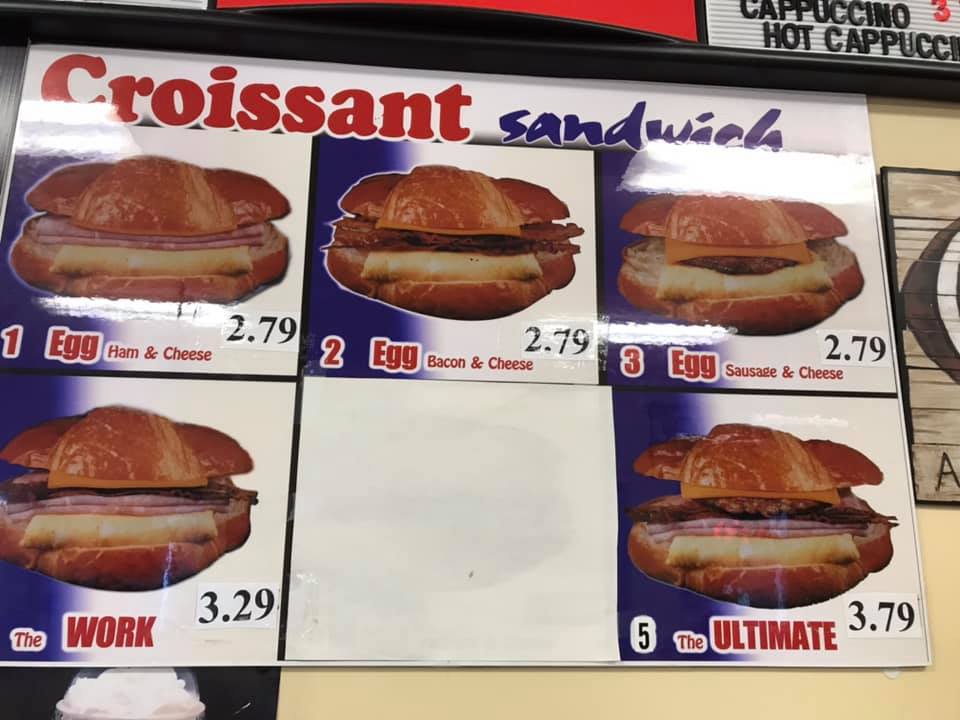 CAPPUCCINO 3
HOT CAPPUCCI
Croissant sandwich
2.79
1 Egg Ham & Cheese
2.79
2 Egg Bacon & Cheese
2.79
3 Egg Sausage & Cheese
3.29
The WORK
3.79
5 The ULTIMATE
A